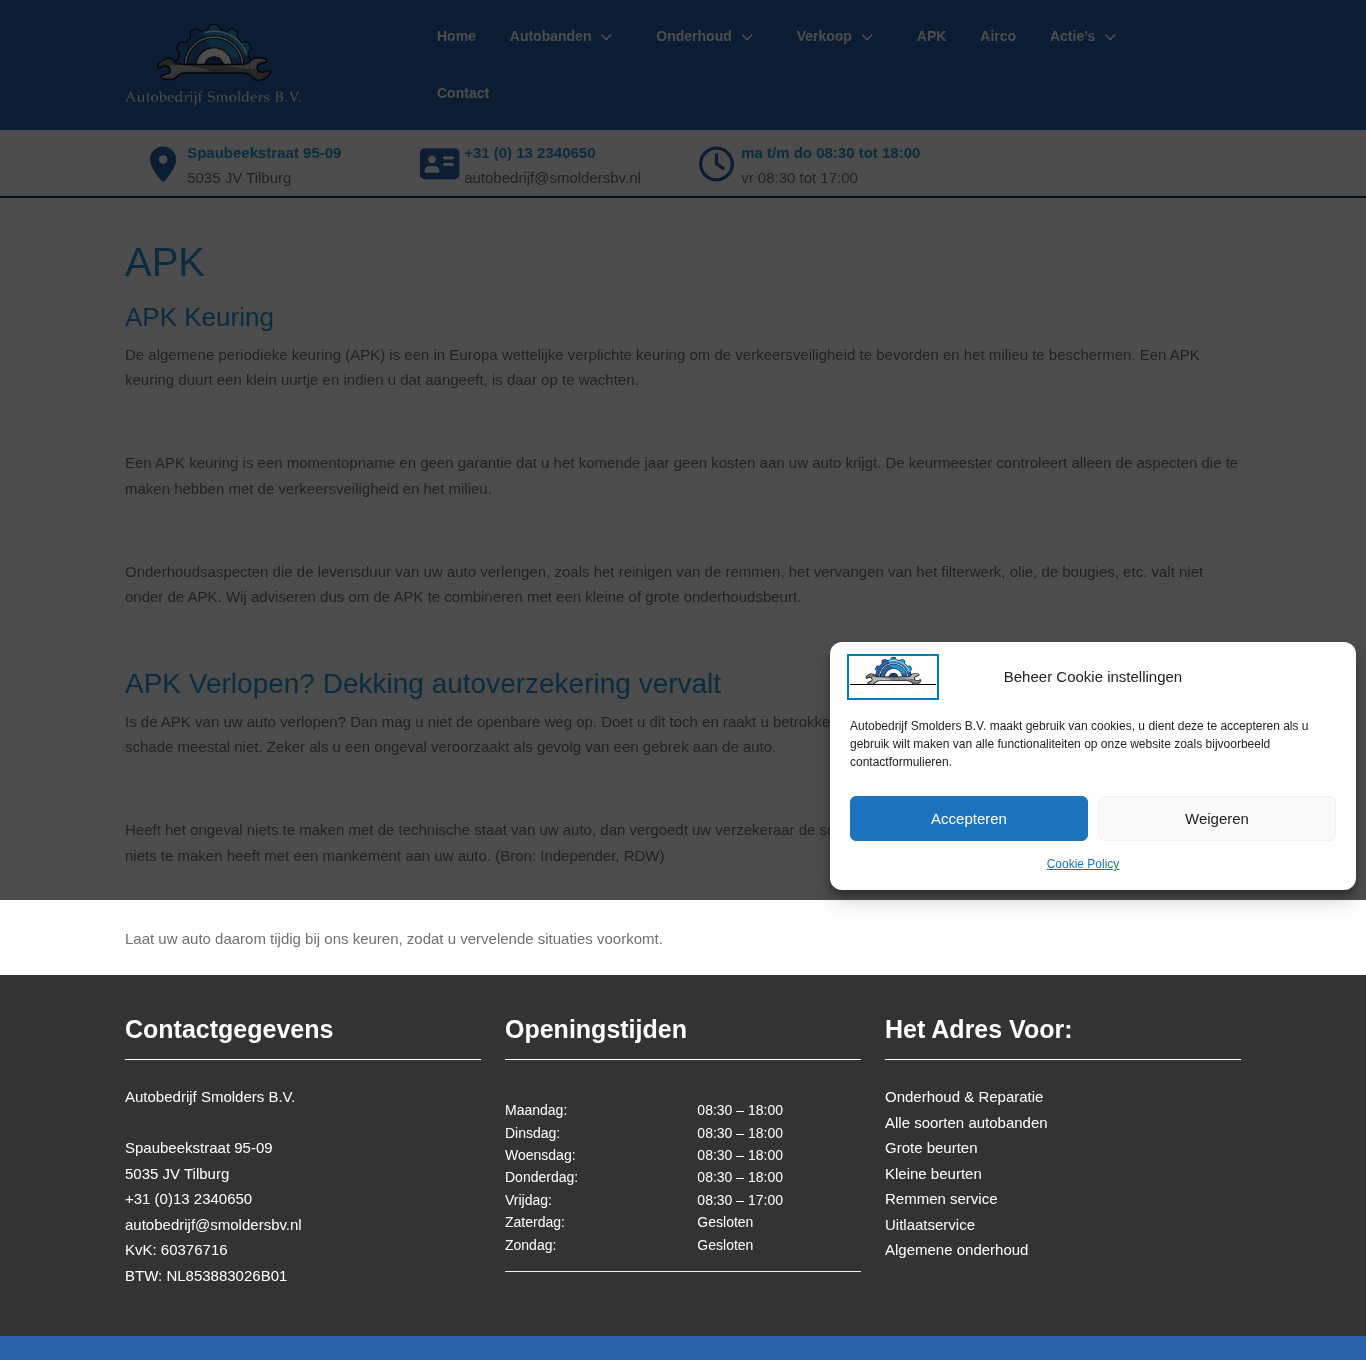 Autobedrijf Smolders B.V.
Home
Autobanden
Onderhoud
Verkoop
APK
Airco
Actie's
Contact
Spaubeekstraat 95-09
5035 JV Tilburg
+31 (0) 13 2340650
autobedrijf@smoldersbv.nl
ma t/m do 08:30 tot 18:00
vr 08:30 tot 17:00
APK
APK Keuring
De algemene periodieke keuring (APK) is een in Europa wettelijke verplichte keuring om de verkeersveiligheid te bevorden en het milieu te beschermen. Een APK
keuring duurt een klein uurtje en indien u dat aangeeft, is daar op te wachten.
Een APK keuring is een momentopname en geen garantie dat u het komende jaar geen kosten aan uw auto krijgt. De keurmeester controleert alleen de aspecten die te
maken hebben met de verkeersveiligheid en het milieu.
Onderhoudsaspecten die de levensduur van uw auto verlengen, zoals het reinigen van de remmen, het vervangen van het filterwerk, olie, de bougies, etc. valt niet
onder de APK. Wij adviseren dus om de APK te combineren met een kleine of grote onderhoudsbeurt.
APK Verlopen? Dekking autoverzekering vervalt
Is de APK van uw auto verlopen? Dan mag u niet de openbare weg op. Doet u dit toch en raakt u betrokke
schade meestal niet. Zeker als u een ongeval veroorzaakt als gevolg van een gebrek aan de auto.
Heeft het ongeval niets te maken met de technische staat van uw auto, dan vergoedt uw verzekeraar de
niets te maken heeft met een mankement aan uw auto. (Bron: Independer, RDW)
Beheer Cookie instellingen
Autobedrijf Smolders B.V. maakt gebruik van cookies, u dient deze te accepteren als u
gebruik wilt maken van alle functionaliteiten op onze website zoals bijvoorbeeld
contactformulieren.
Accepteren
Weigeren
Cookie Policy
Laat uw auto daarom tijdig bij ons keuren, zodat u vervelende situaties voorkomt.
Contactgegevens
Autobedrijf Smolders B.V.
Spaubeekstraat 95-09
5035 JV Tilburg
+31 (0)13 2340650
autobedrijf@smoldersbv.nl
KvK: 60376716
BTW: NL853883026B01
Openingstijden
Maandag: 08:30 – 18:00
Dinsdag: 08:30 – 18:00
Woensdag: 08:30 – 18:00
Donderdag: 08:30 – 18:00
Vrijdag: 08:30 – 17:00
Zaterdag: Gesloten
Zondag: Gesloten
Het Adres Voor:
Onderhoud & Reparatie
Alle soorten autobanden
Grote beurten
Kleine beurten
Remmen service
Uitlaatservice
Algemene onderhoud